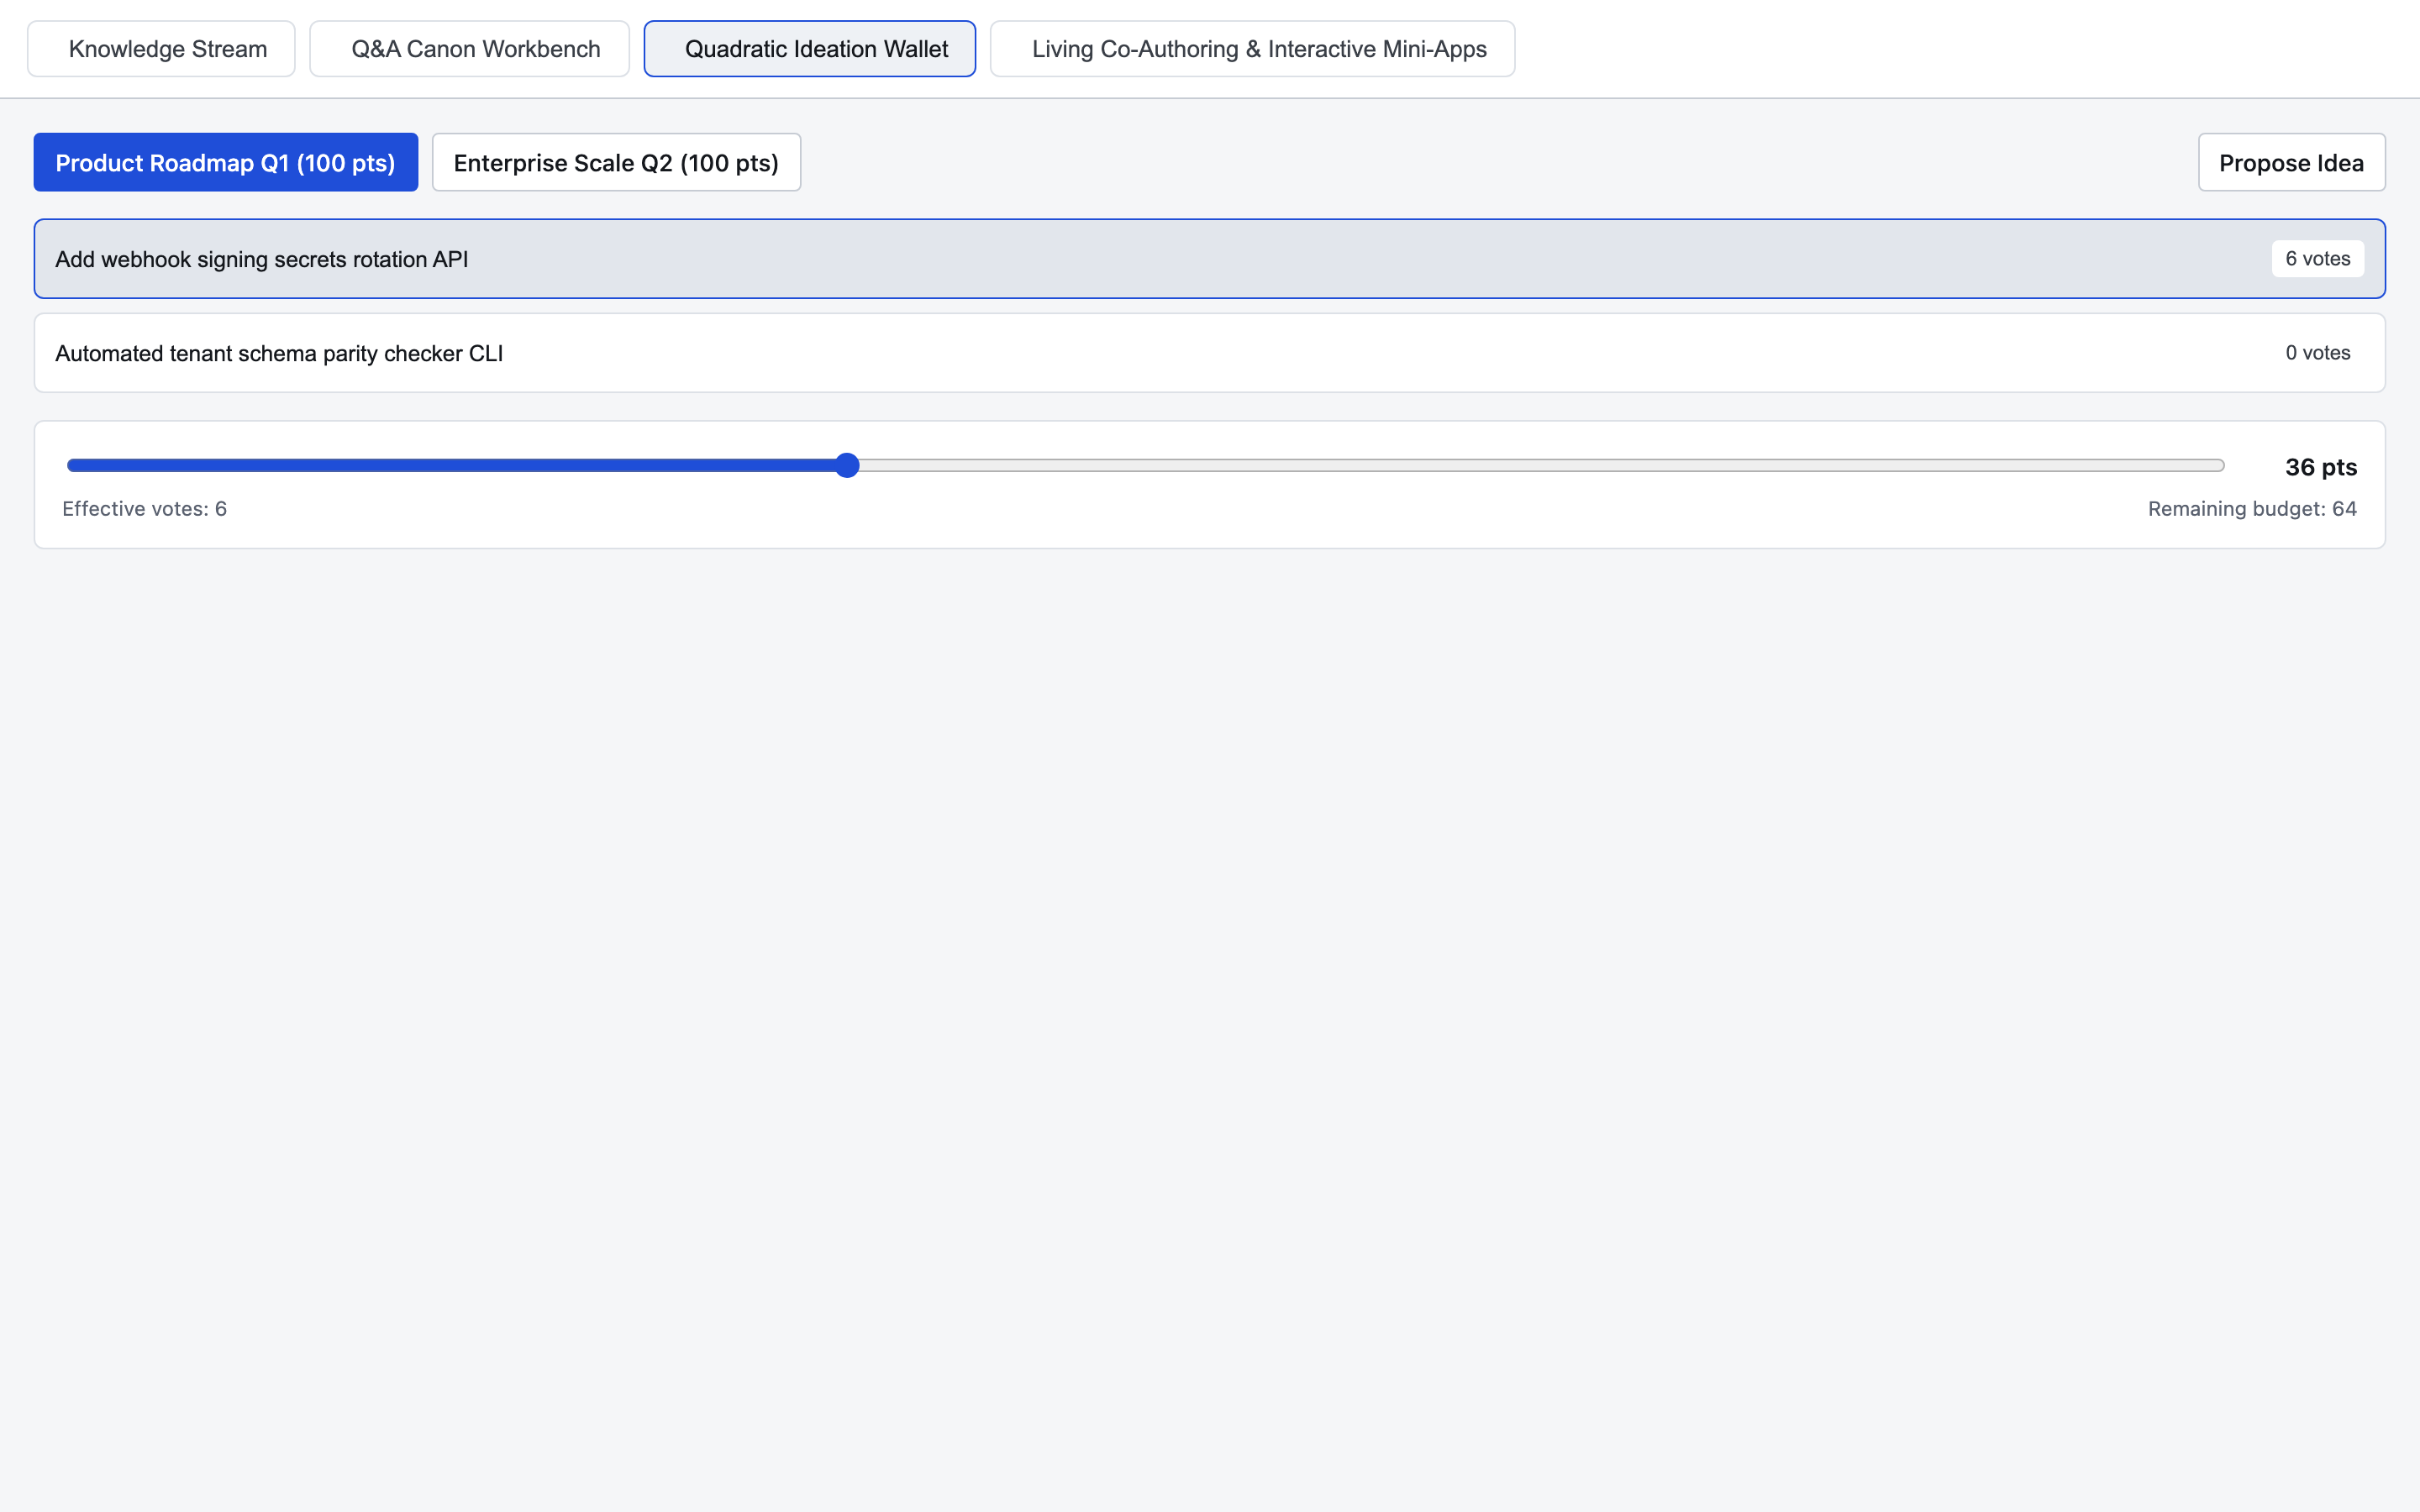 Knowledge Stream
Q&A Canon Workbench
Quadratic Ideation Wallet
Living Co-Authoring & Interactive Mini-Apps
Product Roadmap Q1 (100 pts)
Enterprise Scale Q2 (100 pts)
Propose Idea
Add webhook signing secrets rotation API
6 votes
Automated tenant schema parity checker CLI
0 votes
36 pts
Effective votes: 6
Remaining budget: 64